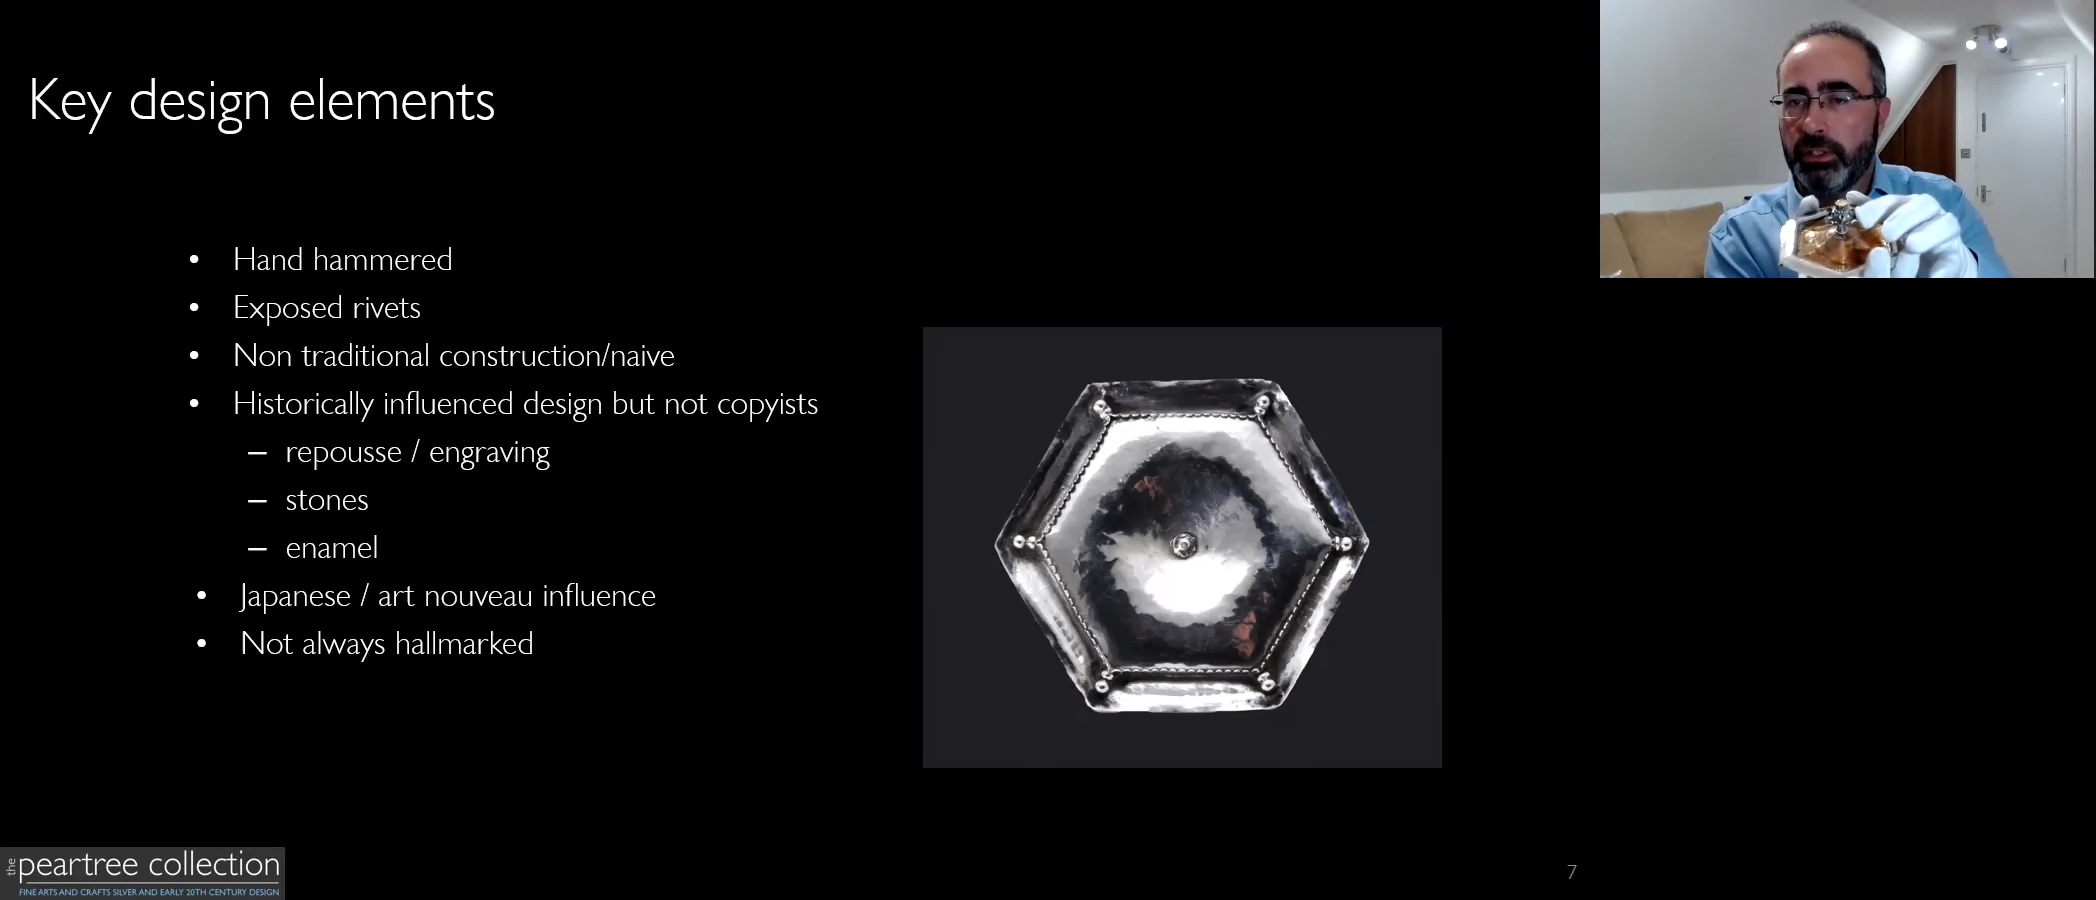 Key design elements
• Hand hammered
• Exposed rivets
• Non traditional construction/naive
• Historically influenced design but not copyists
– repousse / engraving
– stones
– enamel
• Japanese / art nouveau influence
• Not always hallmarked
the peartree collection
FINE ARTS AND CRAFTS SILVER AND EARLY 20TH CENTURY DESIGN
7